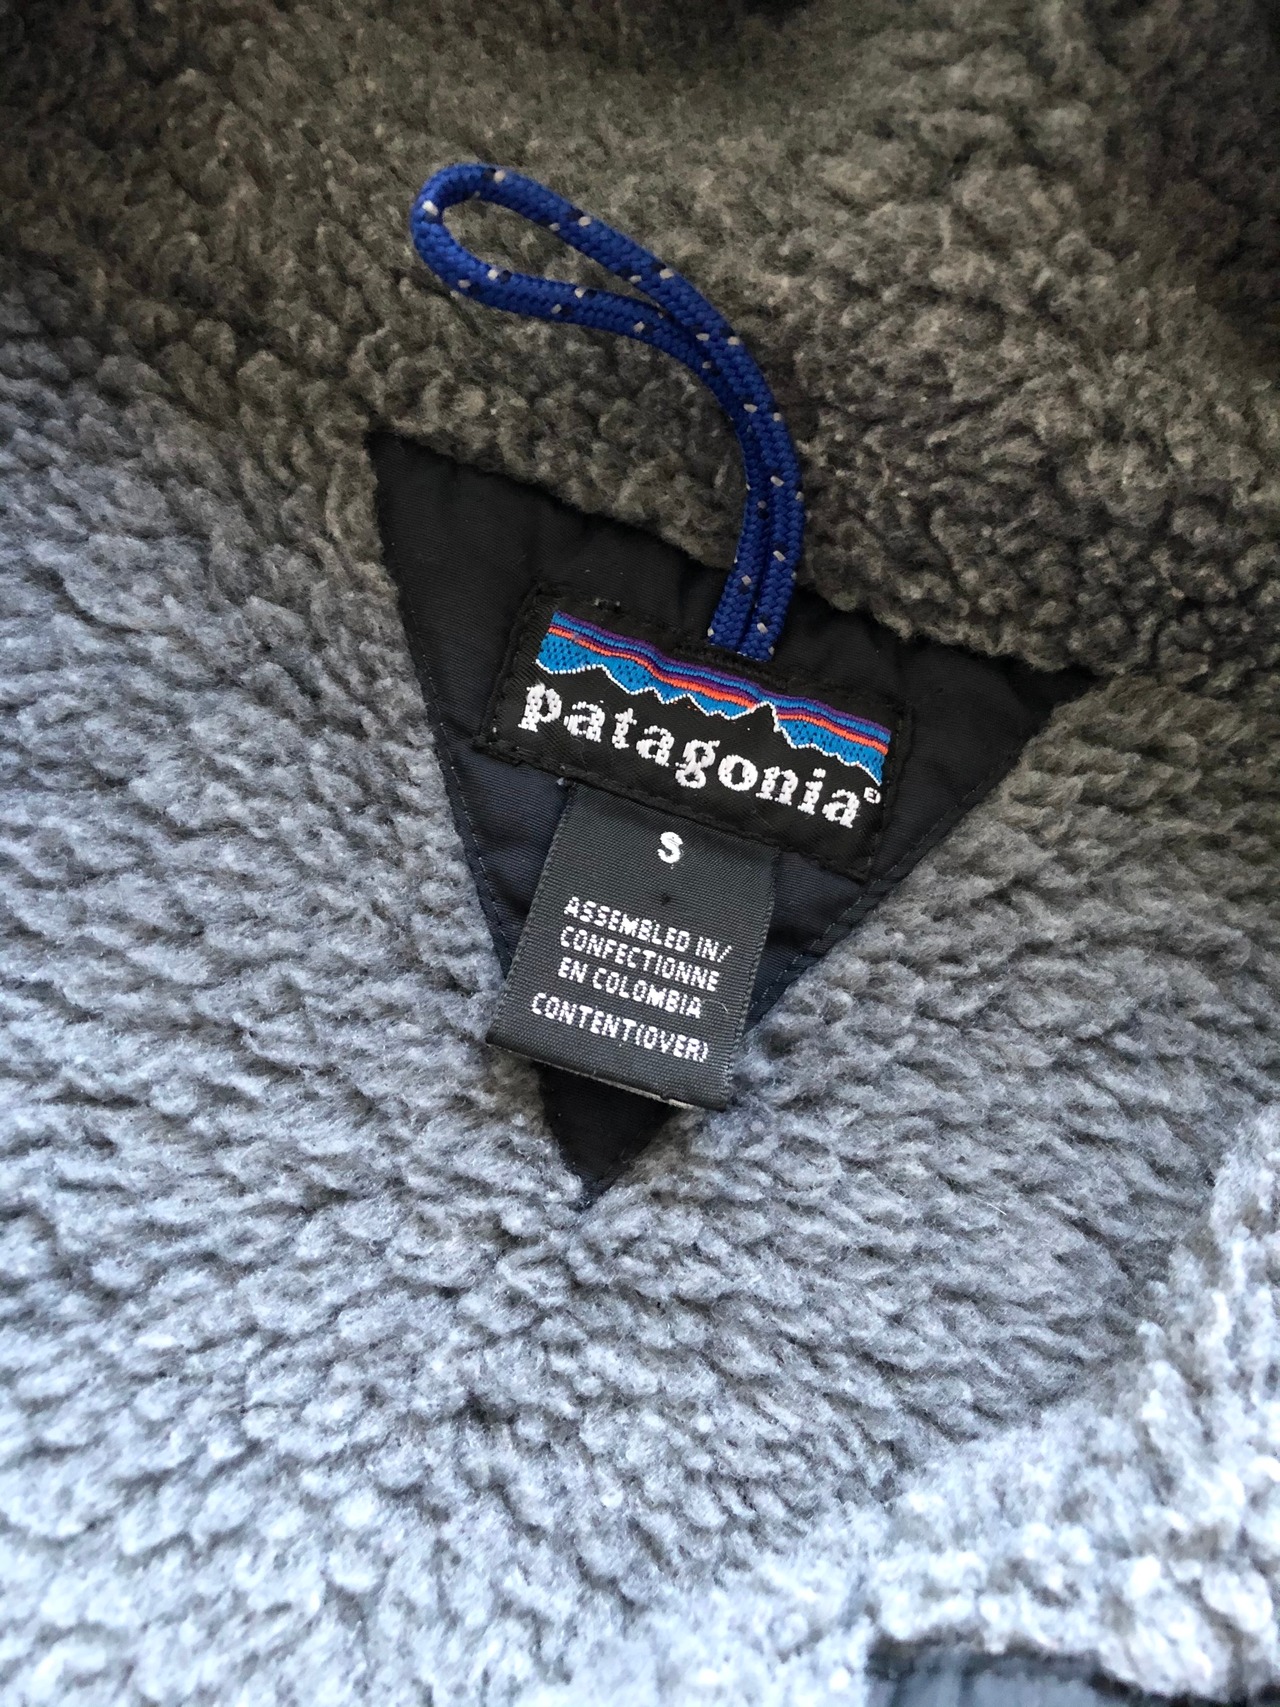 patagonia®
S
ASSEMBLED IN/
CONFECTIONNE
EN COLOMBIA
CONTENT(OVER)